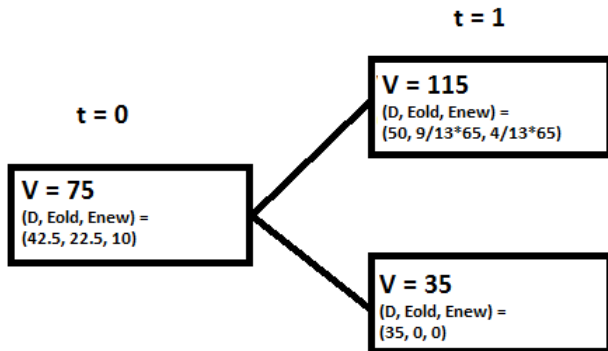 t = 1
V = 115
(D, Eold, Enew) =
(50, 9/13*65, 4/13*65)
t = 0
V = 75
(D, Eold, Enew) =
(42.5, 22.5, 10)
V = 35
(D, Eold, Enew) =
(35, 0, 0)